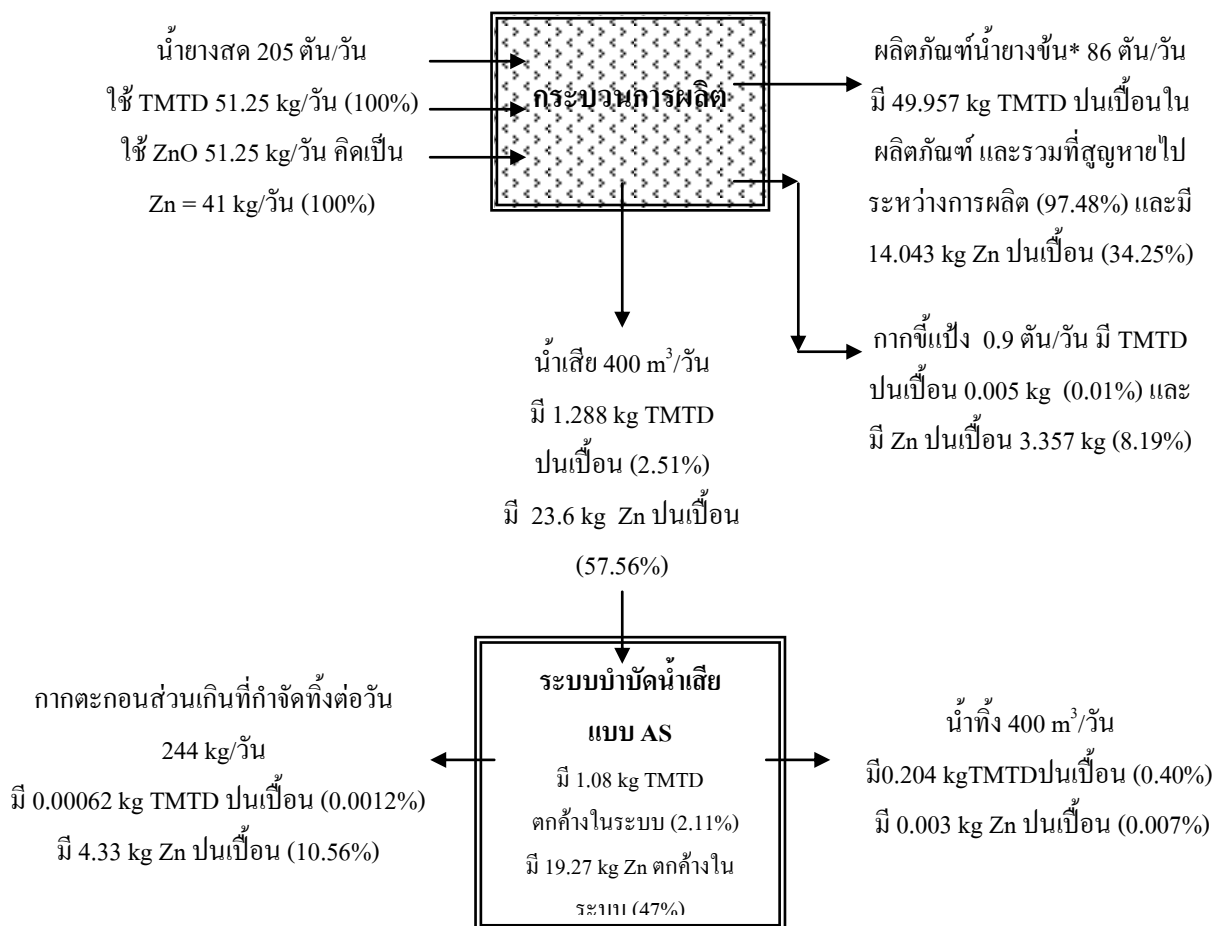 น้ำยางสด 205 ตัน/วัน
ใช้ TMTD 51.25 kg/วัน (100%)
ใช้ ZnO 51.25 kg/วัน คิดเป็น
Zn = 41 kg/วัน (100%)
กระบวนการผลิต
ผลิตภัณฑ์น้ำยางข้น* 86 ตัน/วัน
มี 49.957 kg TMTD ปนเปื้อนใน
ผลิตภัณฑ์ และรวมที่สูญหายไป
ระหว่างการผลิต (97.48%) และมี
14.043 kg Zn ปนเปื้อน (34.25%)
กากขี้แป้ง 0.9 ตัน/วัน มี TMTD
ปนเปื้อน 0.005 kg (0.01%) และ
มี Zn ปนเปื้อน 3.357 kg (8.19%)
น้ำเสีย 400 m³/วัน
มี 1.288 kg TMTD
ปนเปื้อน (2.51%)
มี 23.6 kg Zn ปนเปื้อน
(57.56%)
ระบบบำบัดน้ำเสีย
แบบ AS
มี 1.08 kg TMTD
ตกค้างในระบบ (2.11%)
มี 19.27 kg Zn ตกค้างใน
ระบบ (47%)
กากตะกอนส่วนเกินที่กำจัดทิ้งต่อวัน
244 kg/วัน
มี 0.00062 kg TMTD ปนเปื้อน (0.0012%)
มี 4.33 kg Zn ปนเปื้อน (10.56%)
น้ำทิ้ง 400 m³/วัน
มี0.204 kgTMTDปนเปื้อน (0.40%)
มี 0.003 kg Zn ปนเปื้อน (0.007%)